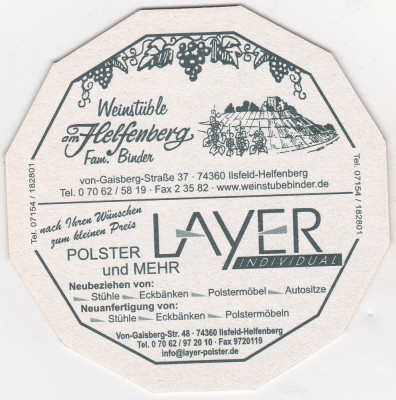 Weinstüble
am Helfenberg
Fam. Binder
von-Gaisberg-Straße 37 · 74360 Ilsfeld-Helfenberg
Tel. 0 70 62 / 58 19 · Fax 2 35 82 · www.weinstubebinder.de
Tel. 07154 / 182801
Tel. 07154 / 182801
nach Ihren Wünschen
zum kleinen Preis
LAYER
INDIVIDUAL
POLSTER
und MEHR
Neubeziehen von:
Stühle Eckbänken Polstermöbel Autositze
Neuanfertigung von:
Stühle Eckbänken Polstermöbeln
Von-Gaisberg-Str. 48 · 74360 Ilsfeld-Helfenberg
Tel. 0 70 62 / 97 20 10 · Fax 9720119
info@layer-polster.de